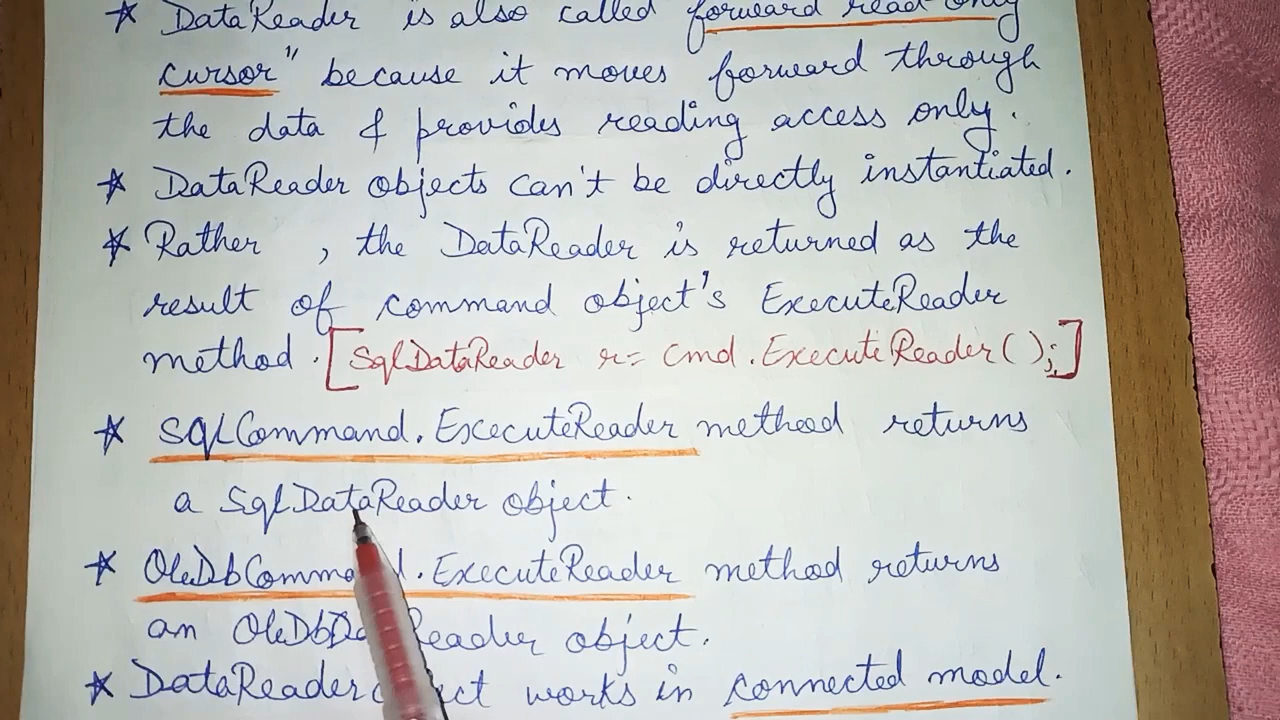 * DataReader is also called forward read only
cursor" because it moves forward through
the data & provides reading access only.
* DataReader objects can't be directly instantiated.
* Rather , the DataReader is returned as the
result of command object's ExecuteReader
method. [SqlDataReader r= cmd.ExecuteReader();]
* SQLCommand.ExecuteReader method returns
a SqlDataReader object.
* OleDbCommand.ExecuteReader method returns
an OleDbDataReader object.
* DataReader object works in connected model.